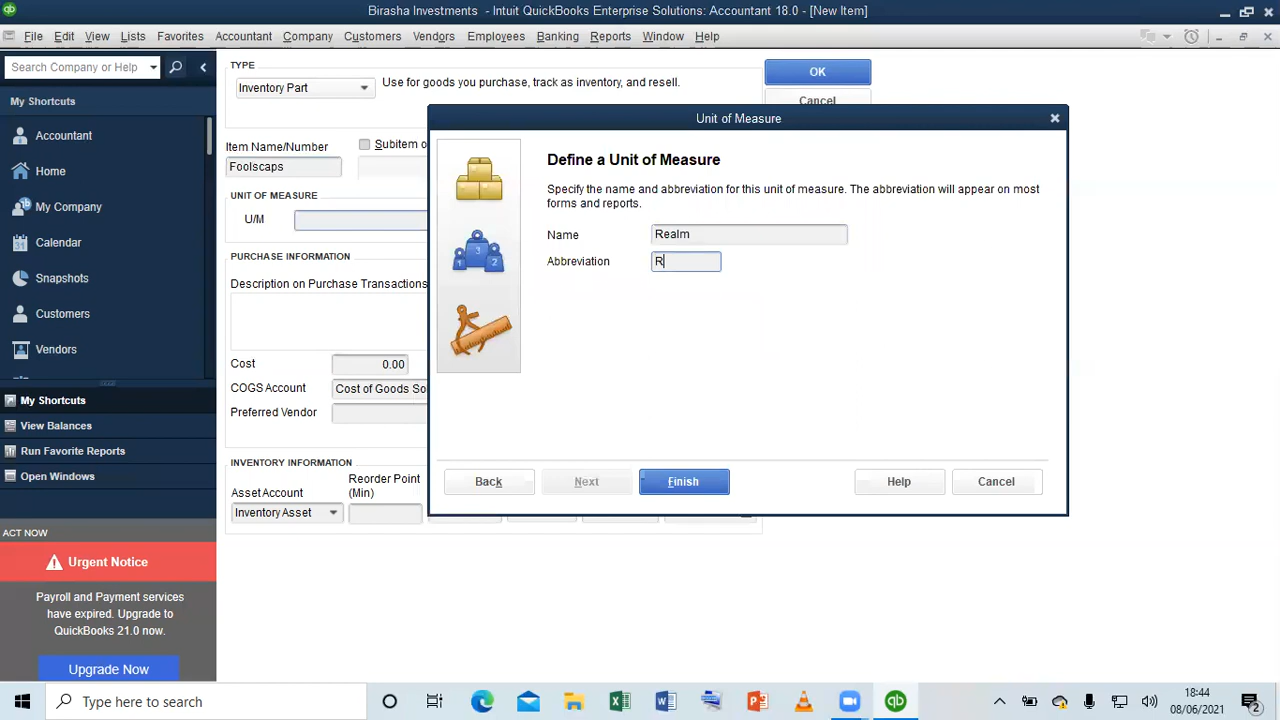 Birasha Investments - Intuit QuickBooks Enterprise Solutions: Accountant 18.0 - [New Item]
File Edit View Lists Favorites Accountant Company Customers Vendors Employees Banking Reports Window Help
Search Company or Help
My Shortcuts
Accountant
Home
My Company
Calendar
Snapshots
Customers
Vendors
My Shortcuts
View Balances
Run Favorite Reports
Open Windows
ACT NOW
Urgent Notice
Payroll and Payment services
have expired. Upgrade to
QuickBooks 21.0 now.
Upgrade Now
TYPE
Inventory Part
Use for goods you purchase, track as inventory, and resell.
OK
Cancel
Item Name/Number
Subitem o
Foolscaps
UNIT OF MEASURE
U/M
PURCHASE INFORMATION
Description on Purchase Transactions
Cost 0.00
COGS Account Cost of Goods So
Preferred Vendor
INVENTORY INFORMATION
Asset Account
Reorder Point
(Min)
Inventory Asset
Unit of Measure
Define a Unit of Measure
Specify the name and abbreviation for this unit of measure. The abbreviation will appear on most
forms and reports.
Name Realm
Abbreviation R
Back Next Finish Help Cancel
Type here to search
18:44
08/06/2021
2